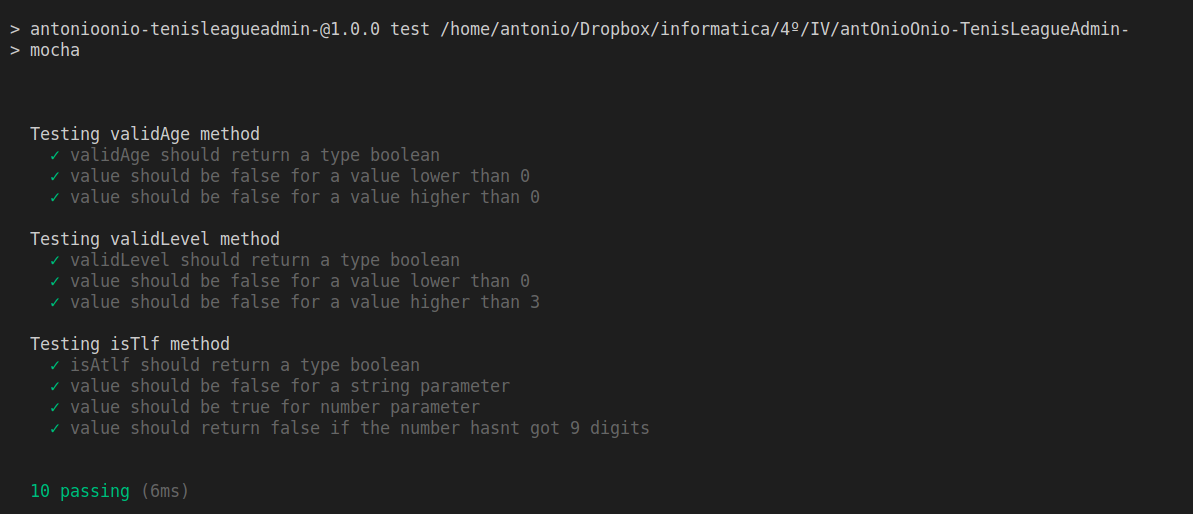 > antonioonio-tenisleagueadmin-@1.0.0 test /home/antonio/Dropbox/informatica/4º/IV/antOnioOnio-TenisLeagueAdmin-
> mocha
Testing validAge method
✓ validAge should return a type boolean
✓ value should be false for a value lower than 0
✓ value should be false for a value higher than 0
Testing validLevel method
✓ validLevel should return a type boolean
✓ value should be false for a value lower than 0
✓ value should be false for a value higher than 3
Testing isTlf method
✓ isAtlf should return a type boolean
✓ value should be false for a string parameter
✓ value should be true for number parameter
✓ value should return false if the number hasnt got 9 digits
10 passing (6ms)